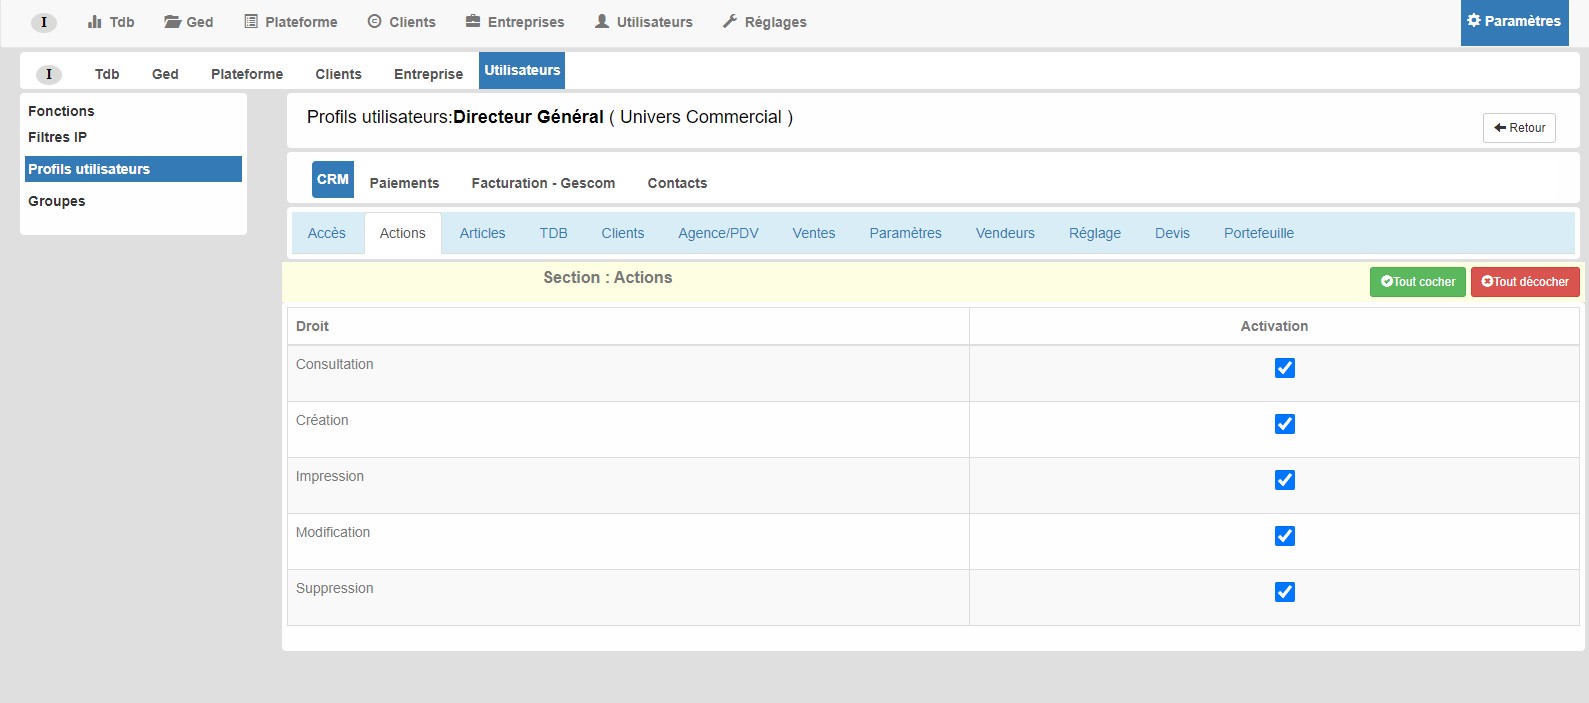 I Tdb Ged Plateforme Clients Entreprises Utilisateurs Réglages Paramètres
I Tdb Ged Plateforme Clients Entreprise Utilisateurs
Fonctions
Filtres IP
Profils utilisateurs
Groupes
Profils utilisateurs:Directeur Général ( Univers Commercial )
Retour
CRM Paiements Facturation - Gescom Contacts
Accès Actions Articles TDB Clients Agence/PDV Ventes Paramètres Vendeurs Réglage Devis Portefeuille
Section : Actions Tout cocher Tout décocher
Droit Activation
Consultation
Création
Impression
Modification
Suppression